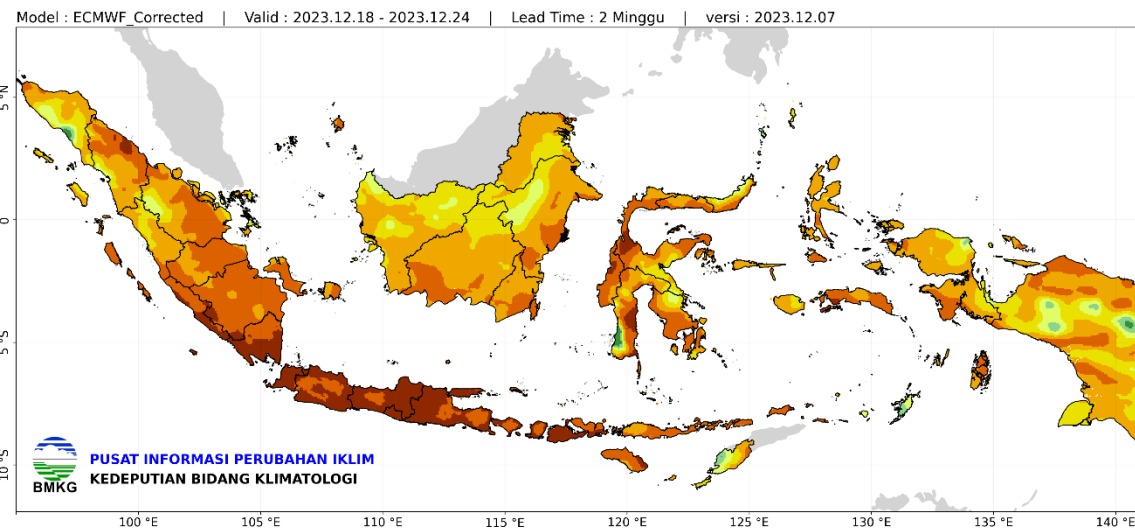 Model : ECMWF_Corrected | Valid : 2023.12.18 - 2023.12.24 | Lead Time : 2 Minggu | versi : 2023.12.07
5 °N
0
5 °S
10 °S
BMKG
PUSAT INFORMASI PERUBAHAN IKLIM
KEDEPUTIAN BIDANG KLIMATOLOGI
100 °E 105 °E 110 °E 115 °E 120 °E 125 °E 130 °E 135 °E 140 °E